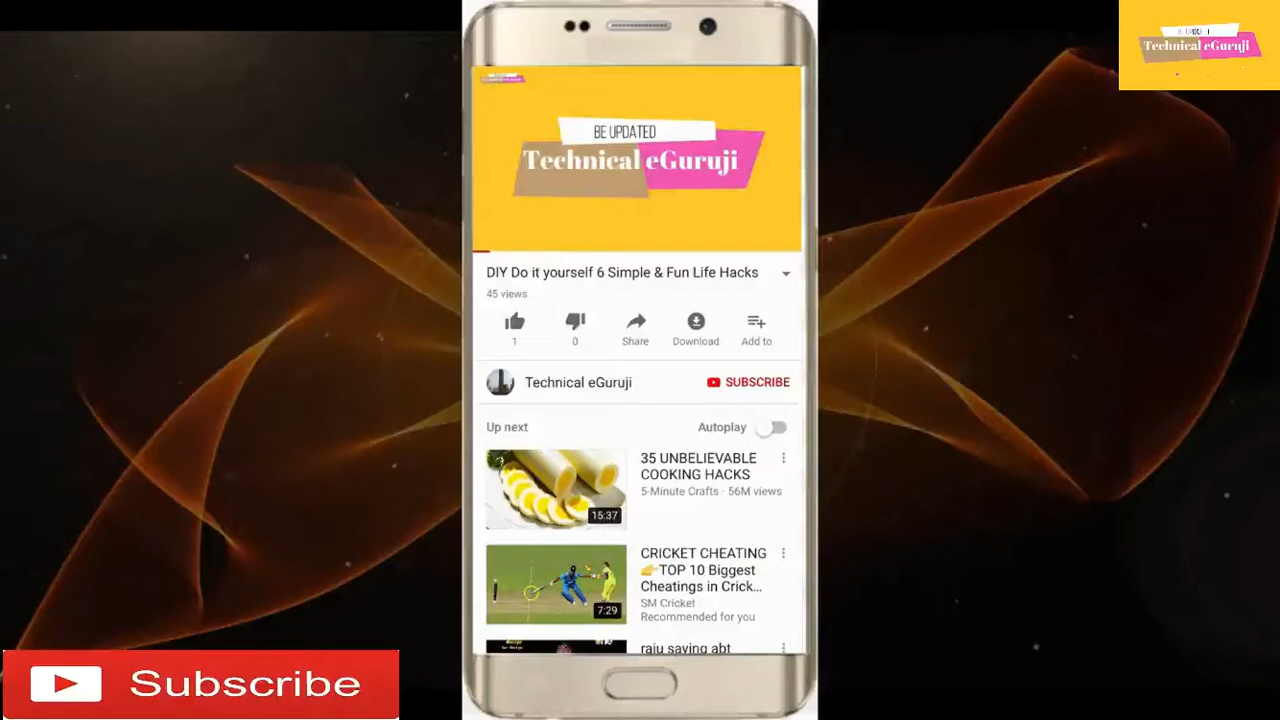 BE UPDATED
Technical eGuruji
BE UPDATED
Technical eGuruji
DIY Do it yourself 6 Simple & Fun Life Hacks
45 views
1
0
Share
Download
Add to
Technical eGuruji
SUBSCRIBE
Up next
Autoplay
35 UNBELIEVABLE
COOKING HACKS
5-Minute Crafts · 56M views
15:37
CRICKET CHEATING
👉TOP 10 Biggest
Cheatings in Crick...
SM Cricket
Recommended for you
7:29
raju saying abt
Subscribe